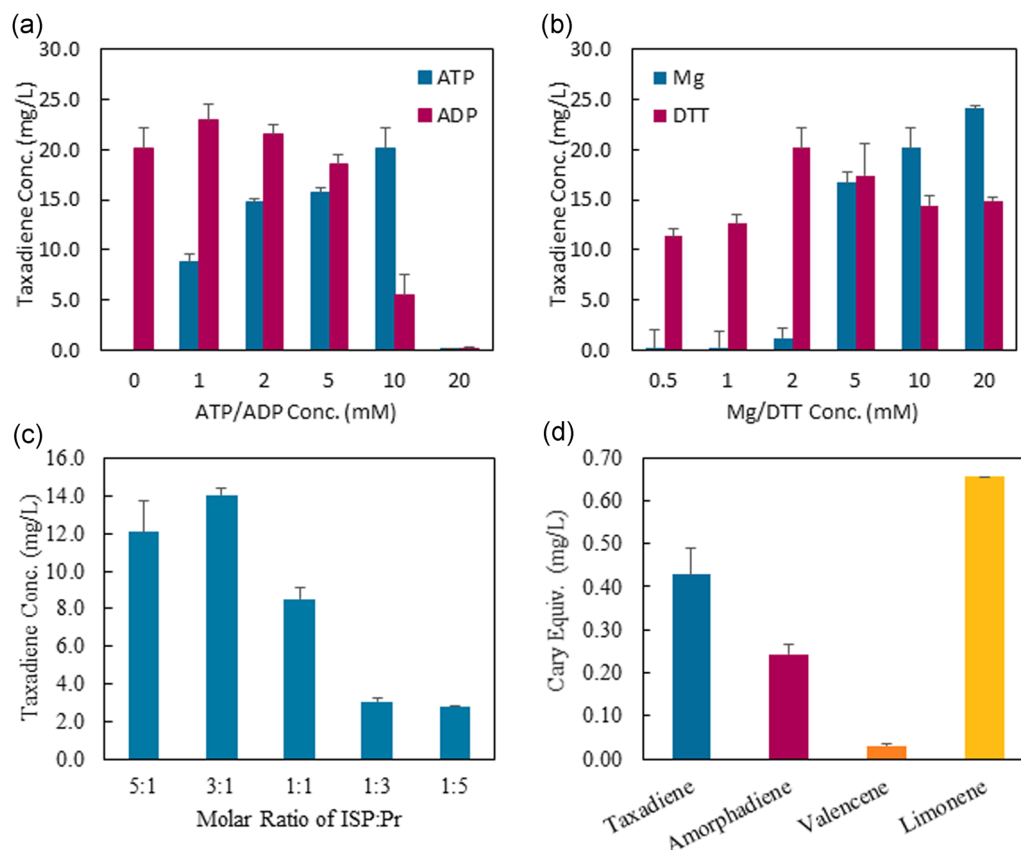 (a)
30.0
25.0
20.0
15.0
10.0
5.0
0.0
Taxadiene Conc. (mg/L)
ATP
ADP
0 1 2 5 10 20
ATP/ADP Conc. (mM)
(b)
30.0
25.0
20.0
15.0
10.0
5.0
0.0
Taxadiene Conc. (mg/L)
Mg
DTT
0.5 1 2 5 10 20
Mg/DTT Conc. (mM)
(c)
16.0
14.0
12.0
10.0
8.0
6.0
4.0
2.0
0.0
Taxadiene Conc. (mg/L)
5:1 3:1 1:1 1:3 1:5
Molar Ratio of ISP:Pr
(d)
0.70
0.60
0.50
0.40
0.30
0.20
0.10
0.00
Cary Equiv. (mg/L)
Taxadiene
Amorphadiene
Valencene
Limonene